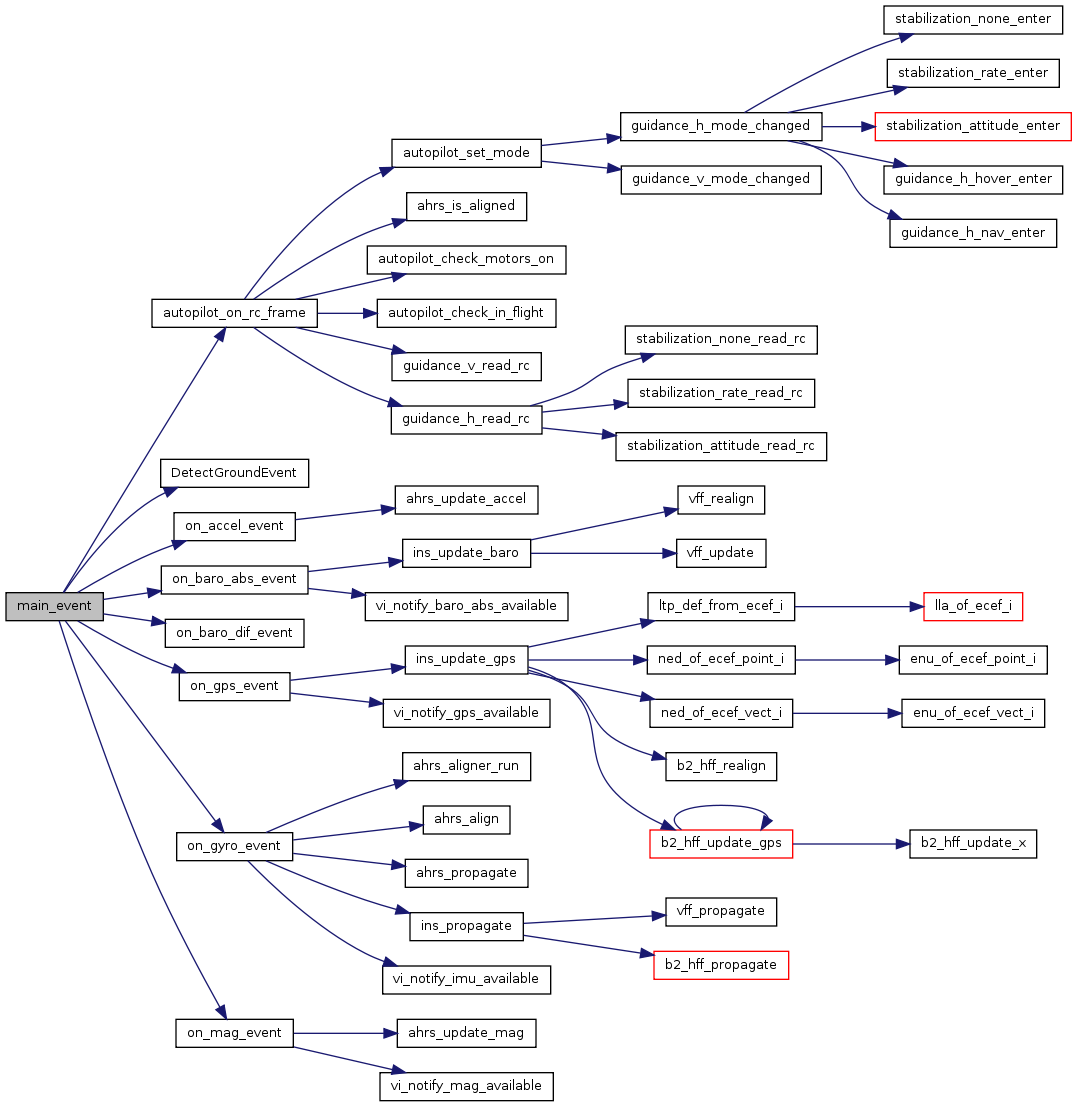 stabilization_none_enter
stabilization_rate_enter
guidance_h_mode_changed
stabilization_attitude_enter
autopilot_set_mode
guidance_v_mode_changed
guidance_h_hover_enter
ahrs_is_aligned
guidance_h_nav_enter
autopilot_check_motors_on
autopilot_on_rc_frame
autopilot_check_in_flight
stabilization_none_read_rc
guidance_v_read_rc
stabilization_rate_read_rc
guidance_h_read_rc
stabilization_attitude_read_rc
DetectGroundEvent
ahrs_update_accel
vff_realign
on_accel_event
ins_update_baro
vff_update
on_baro_abs_event
main_event
vi_notify_baro_abs_available
ltp_def_from_ecef_i
lla_of_ecef_i
on_baro_dif_event
ins_update_gps
ned_of_ecef_point_i
enu_of_ecef_point_i
on_gps_event
vi_notify_gps_available
ned_of_ecef_vect_i
enu_of_ecef_vect_i
ahrs_aligner_run
b2_hff_realign
ahrs_align
on_gyro_event
b2_hff_update_gps
b2_hff_update_x
ahrs_propagate
ins_propagate
vff_propagate
vi_notify_imu_available
b2_hff_propagate
on_mag_event
ahrs_update_mag
vi_notify_mag_available